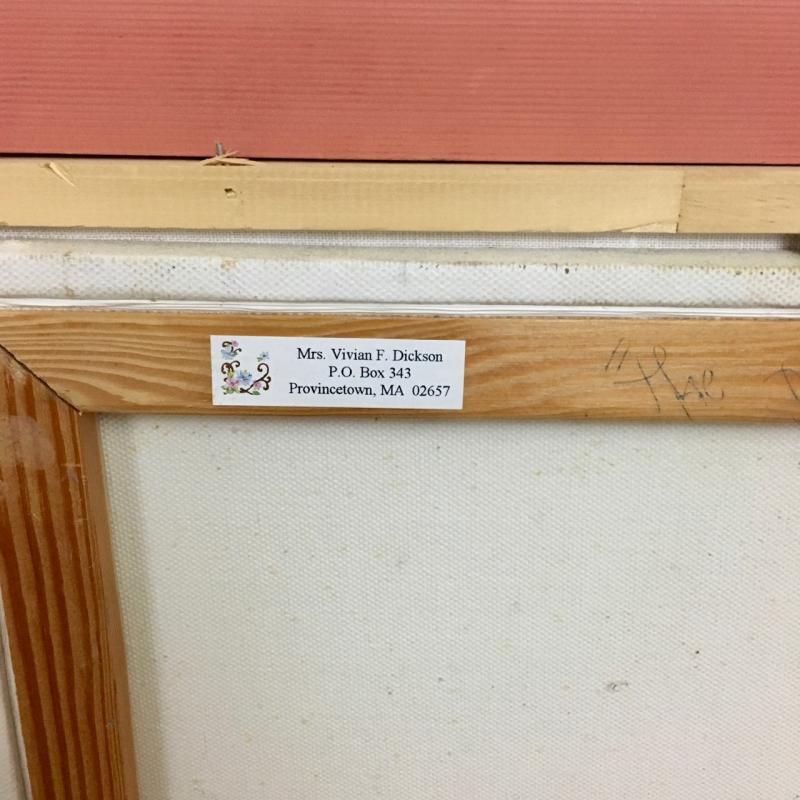 Mrs. Vivian F. Dickson
P.O. Box 343
Provincetown, MA 02657
"The